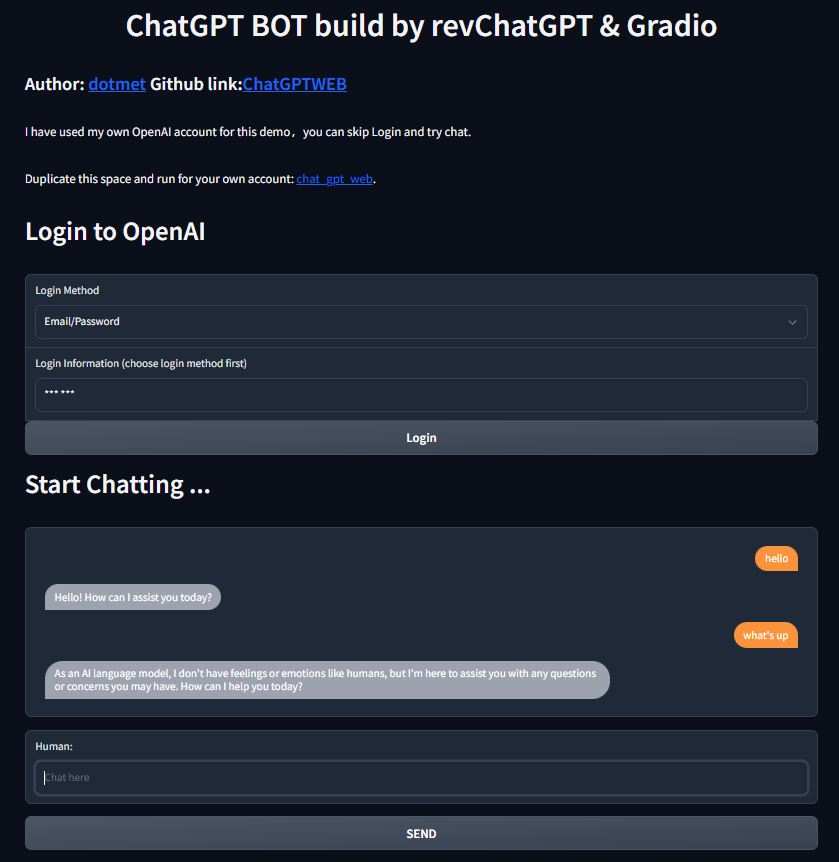 ChatGPT BOT build by revChatGPT & Gradio
Author: dotmet Github link:ChatGPTWEB
I have used my own OpenAI account for this demo，you can skip Login and try chat.
Duplicate this space and run for your own account: chat_gpt_web.
Login to OpenAI
Login Method
Email/Password
Login Information (choose login method first)
*** ***
Login
Start Chatting ...
hello
Hello! How can I assist you today?
what's up
As an AI language model, I don't have feelings or emotions like humans, but I'm here to assist you with any questions
or concerns you may have. How can I help you today?
Human:
Chat here
SEND